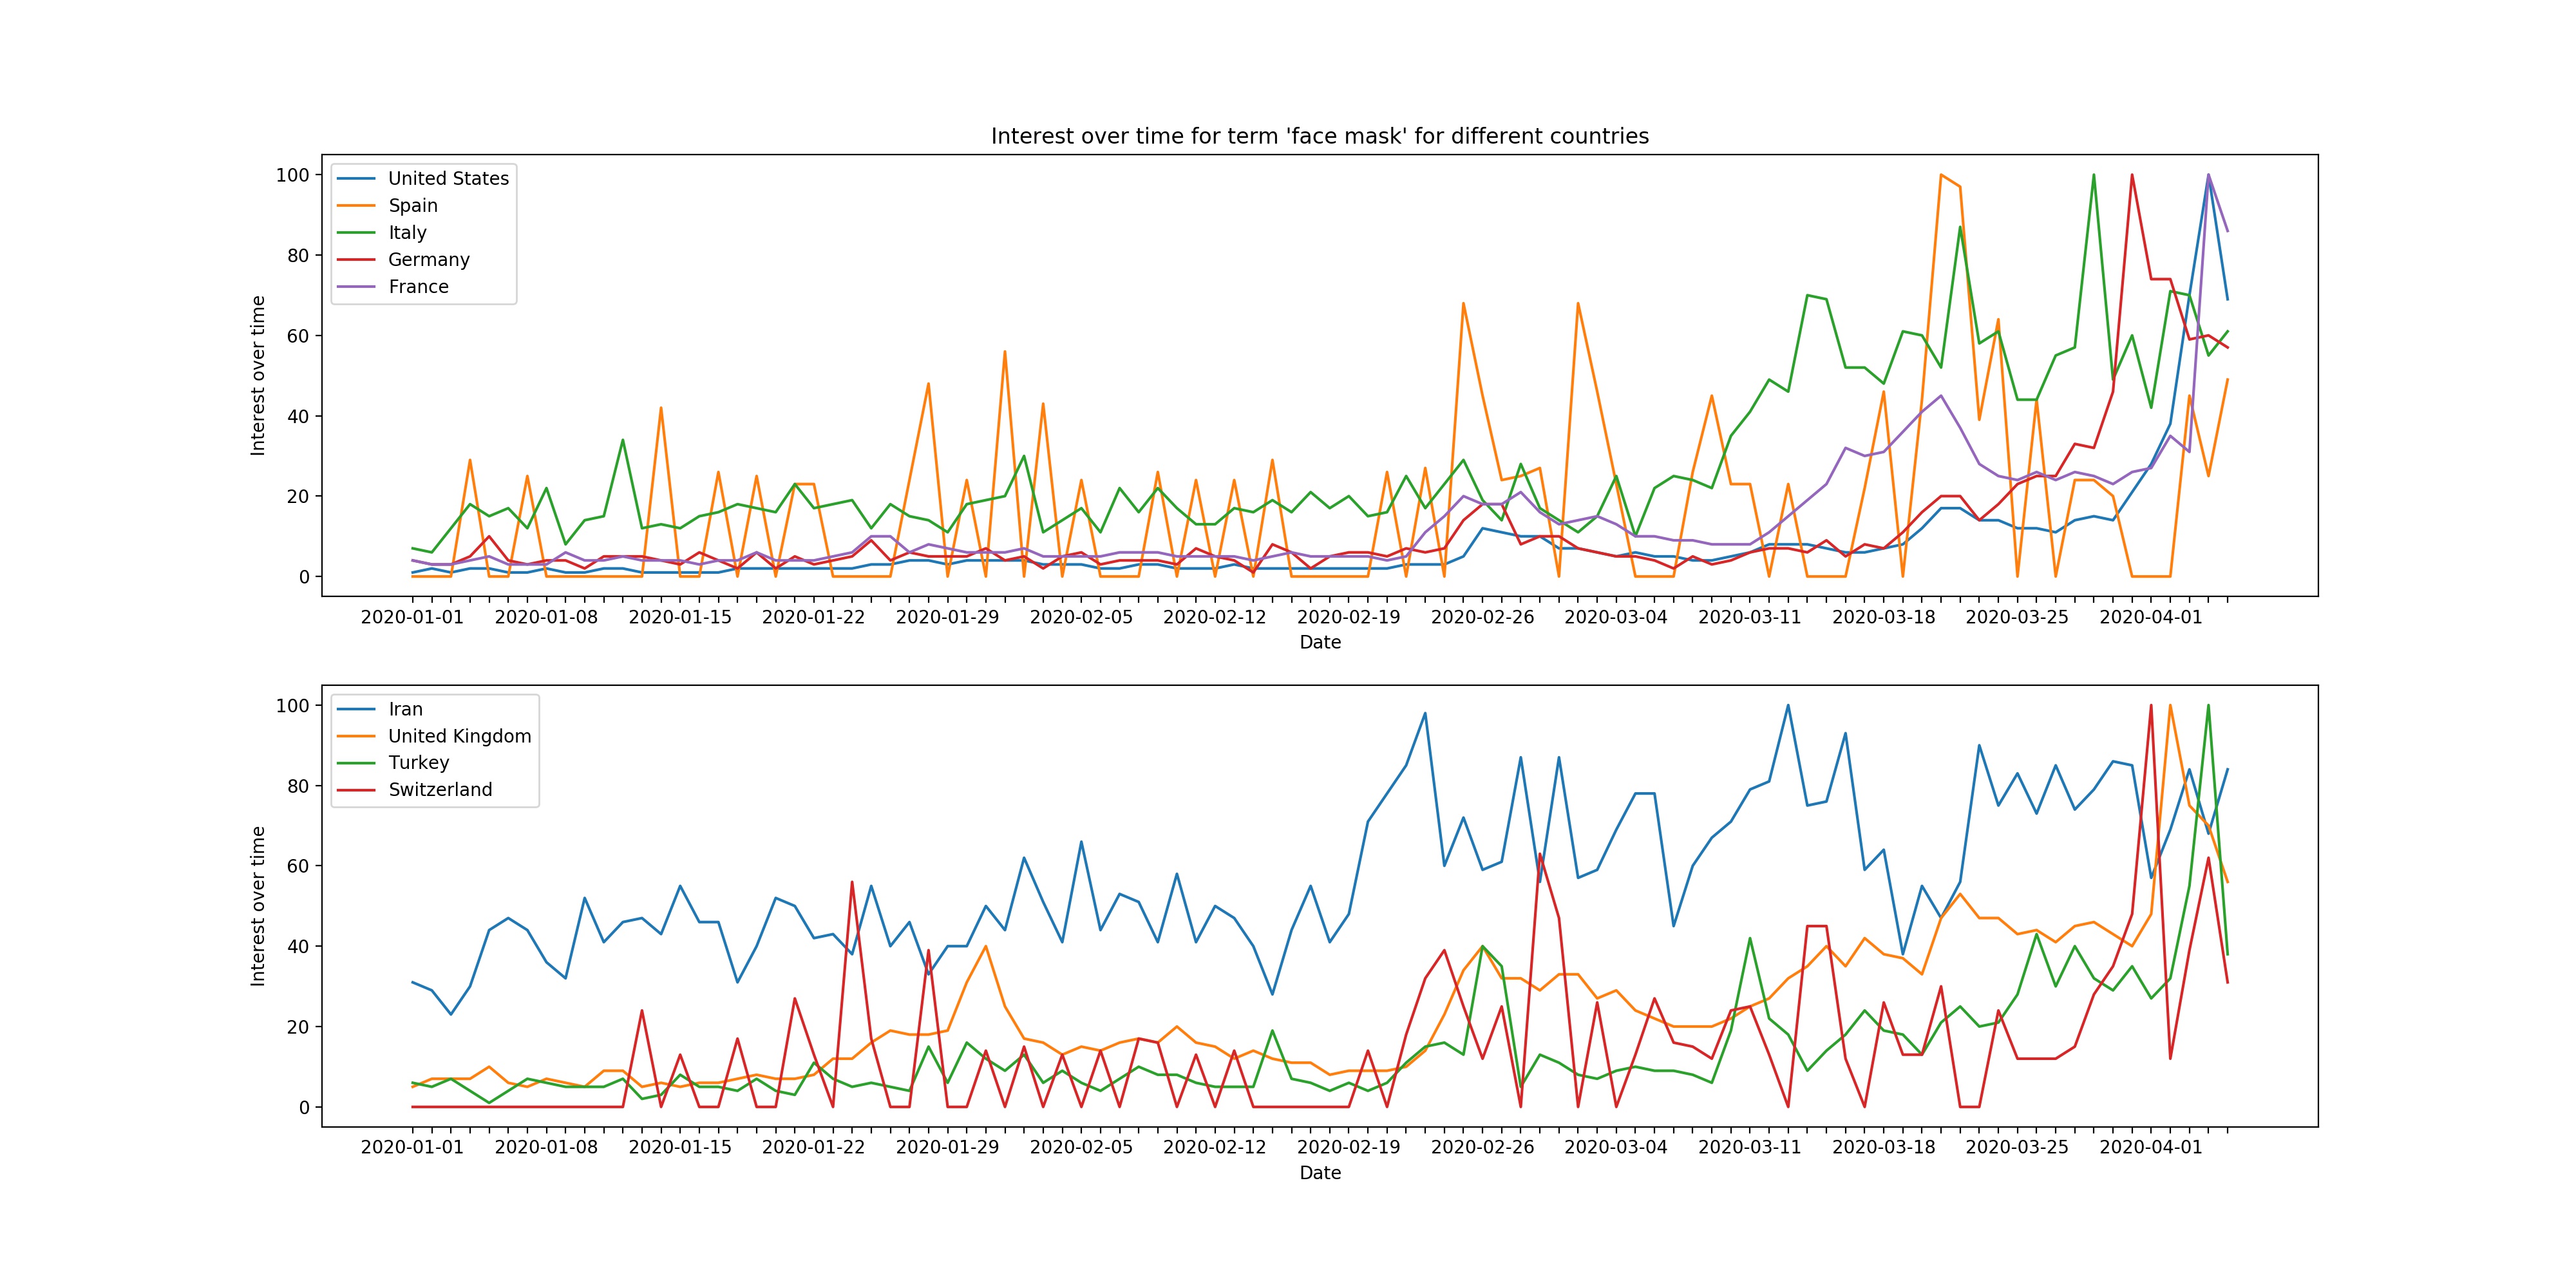 Interest over time for term 'face mask' for different countries
United States
Spain
Italy
Germany
France
Interest over time
100
80
60
40
20
0
2020-01-01 2020-01-08 2020-01-15 2020-01-22 2020-01-29 2020-02-05 2020-02-12 2020-02-19 2020-02-26 2020-03-04 2020-03-11 2020-03-18 2020-03-25 2020-04-01
Date
Iran
United Kingdom
Turkey
Switzerland
Interest over time
100
80
60
40
20
0
2020-01-01 2020-01-08 2020-01-15 2020-01-22 2020-01-29 2020-02-05 2020-02-12 2020-02-19 2020-02-26 2020-03-04 2020-03-11 2020-03-18 2020-03-25 2020-04-01
Date